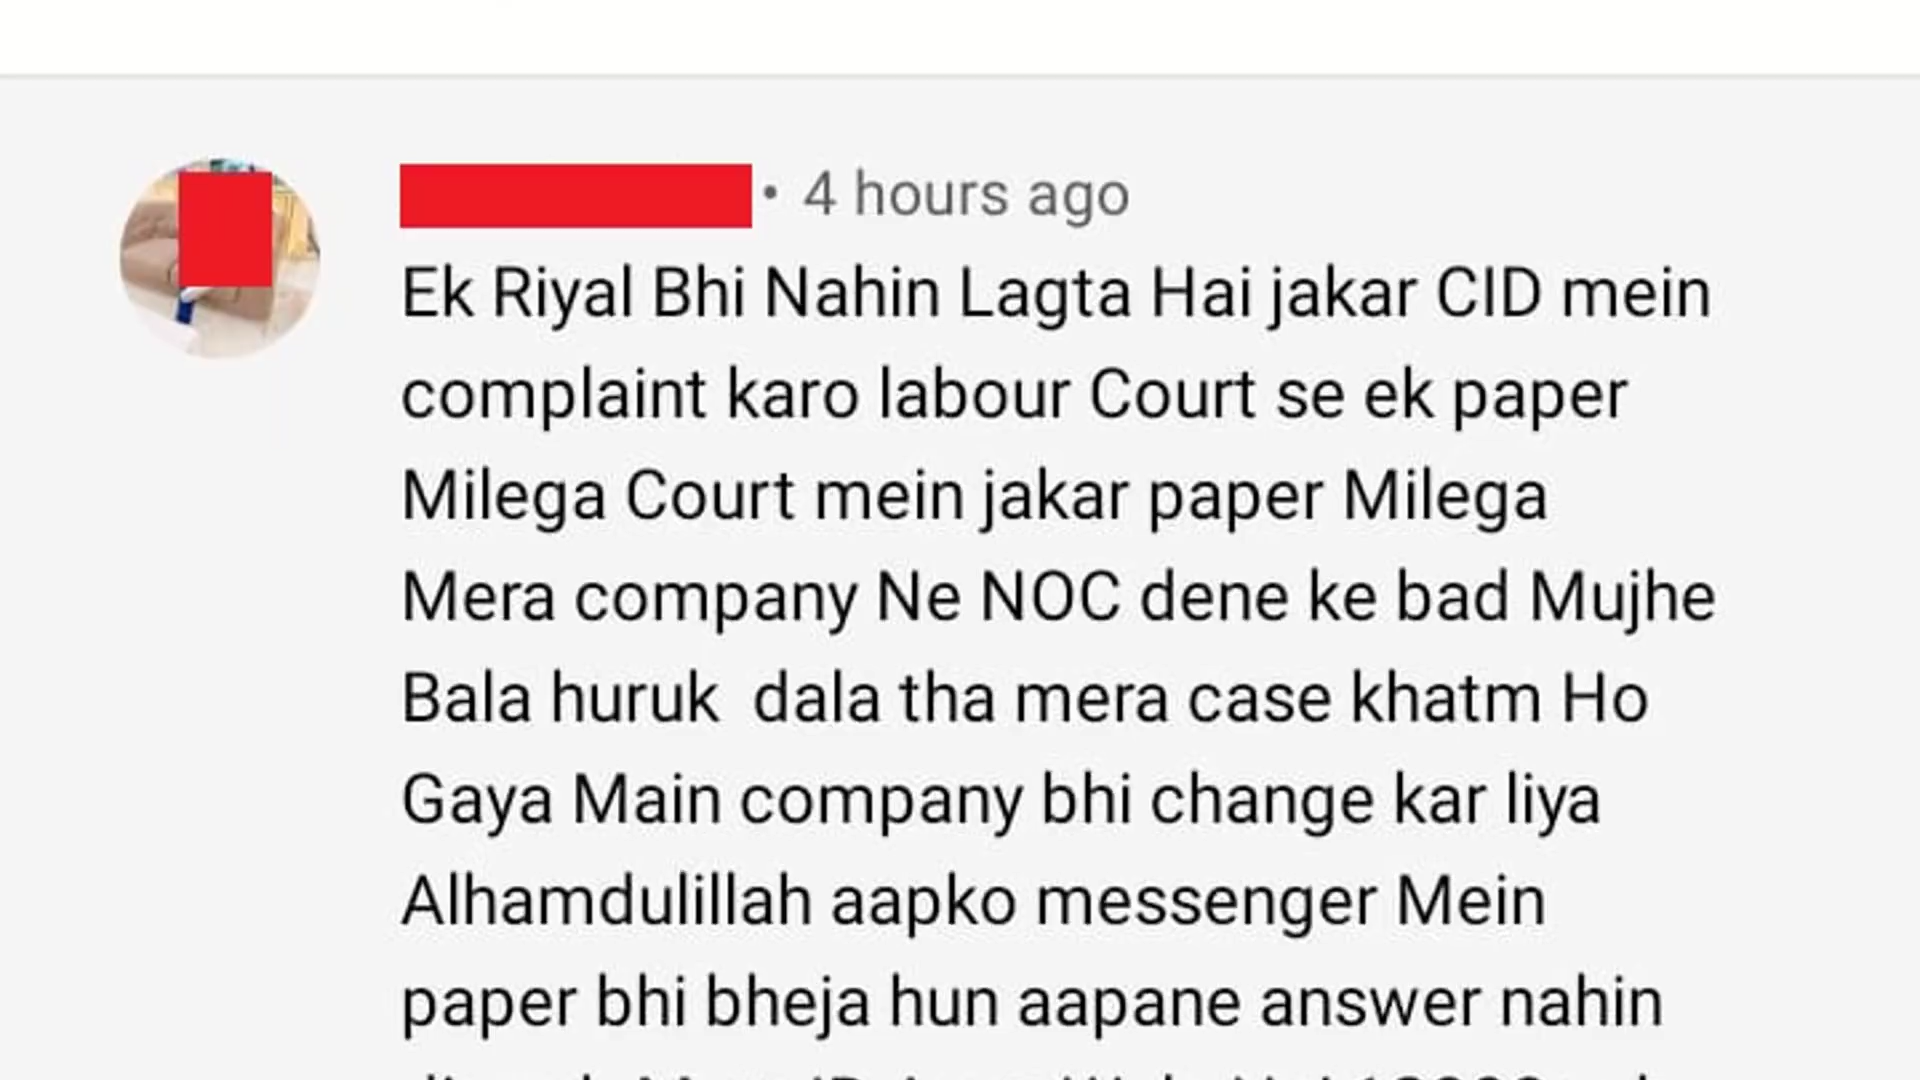 • 4 hours ago
Ek Riyal Bhi Nahin Lagta Hai jakar CID mein
complaint karo labour Court se ek paper
Milega Court mein jakar paper Milega
Mera company Ne NOC dene ke bad Mujhe
Bala huruk dala tha mera case khatm Ho
Gaya Main company bhi change kar liya
Alhamdulillah aapko messenger Mein
paper bhi bheja hun aapane answer nahin